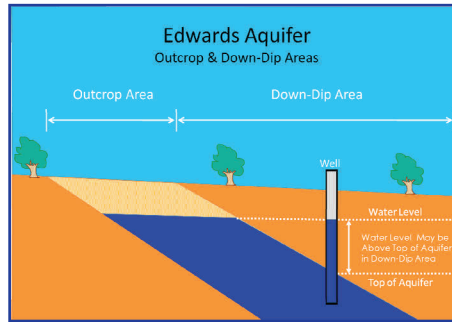 Edwards Aquifer
Outcrop & Down-Dip Areas
Outcrop Area
Down-Dip Area
Well
Water Level
Water Level May be
Above Top of Aquifer
in Down-Dip Area
Top of Aquifer